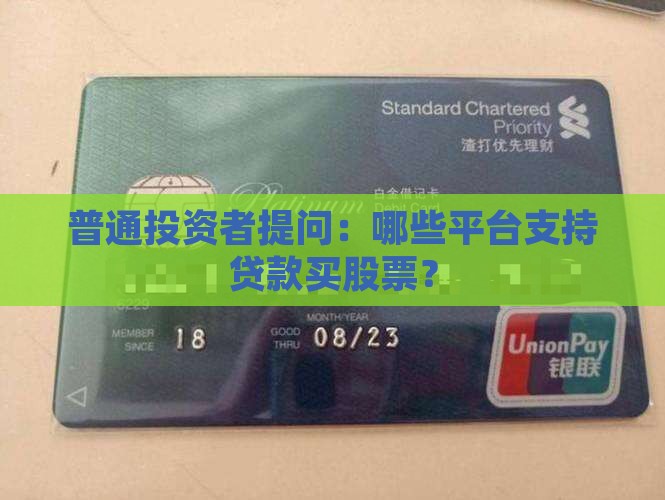 Standard Chartered
Priority
渣打优先理财
Platinum
白金借记卡
Debit Card
普通投资者提问：哪些平台支持
贷款买股票？
6229
MONTH/YEAR
MEMBER
SINCE
18
GOOD
THRU
08/23
UnionPay
银联